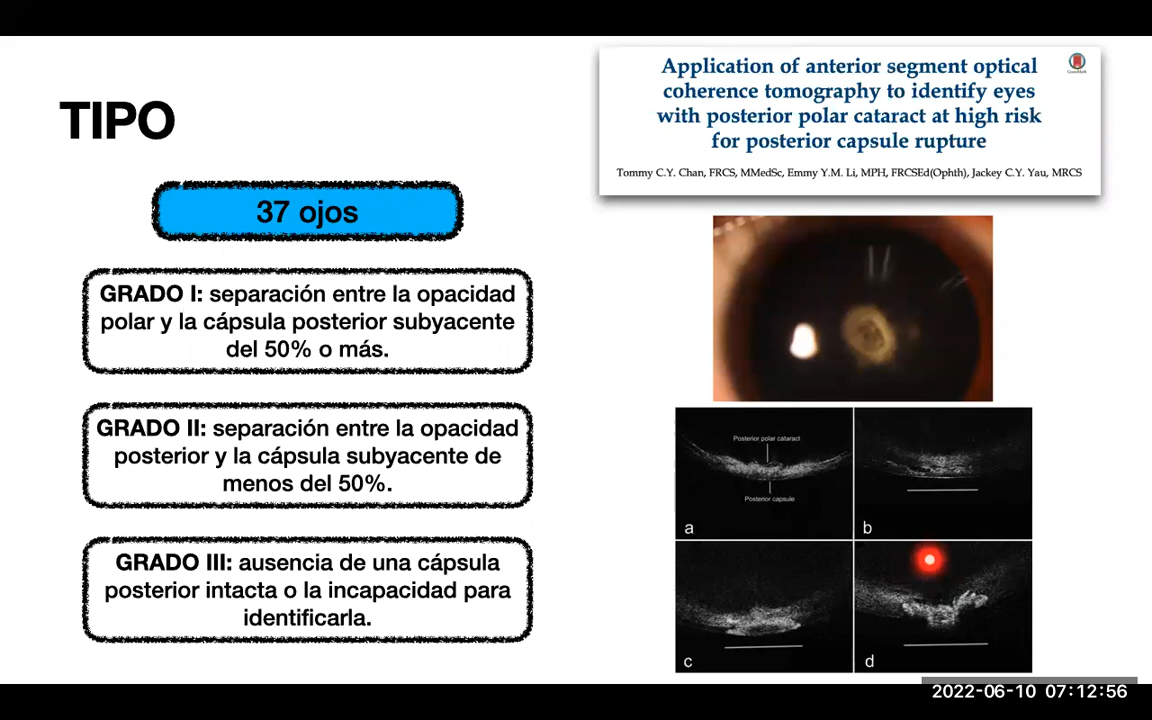 TIPO
37 ojos
GRADO I: separación entre la opacidad
polar y la cápsula posterior subyacente
del 50% o más.
GRADO II: separación entre la opacidad
posterior y la cápsula subyacente de
menos del 50%.
GRADO III: ausencia de una cápsula
posterior intacta o la incapacidad para
identificarla.
Application of anterior segment optical
coherence tomography to identify eyes
with posterior polar cataract at high risk
for posterior capsule rupture
Tommy C.Y. Chan, FRCS, MMedSc, Emmy Y.M. Li, MPH, FRCSEd(Ophth), Jackey C.Y. Yau, MRCS
Posterior polar cataract
Posterior capsule
a
b
c
d
2022-06-10 07:12:56